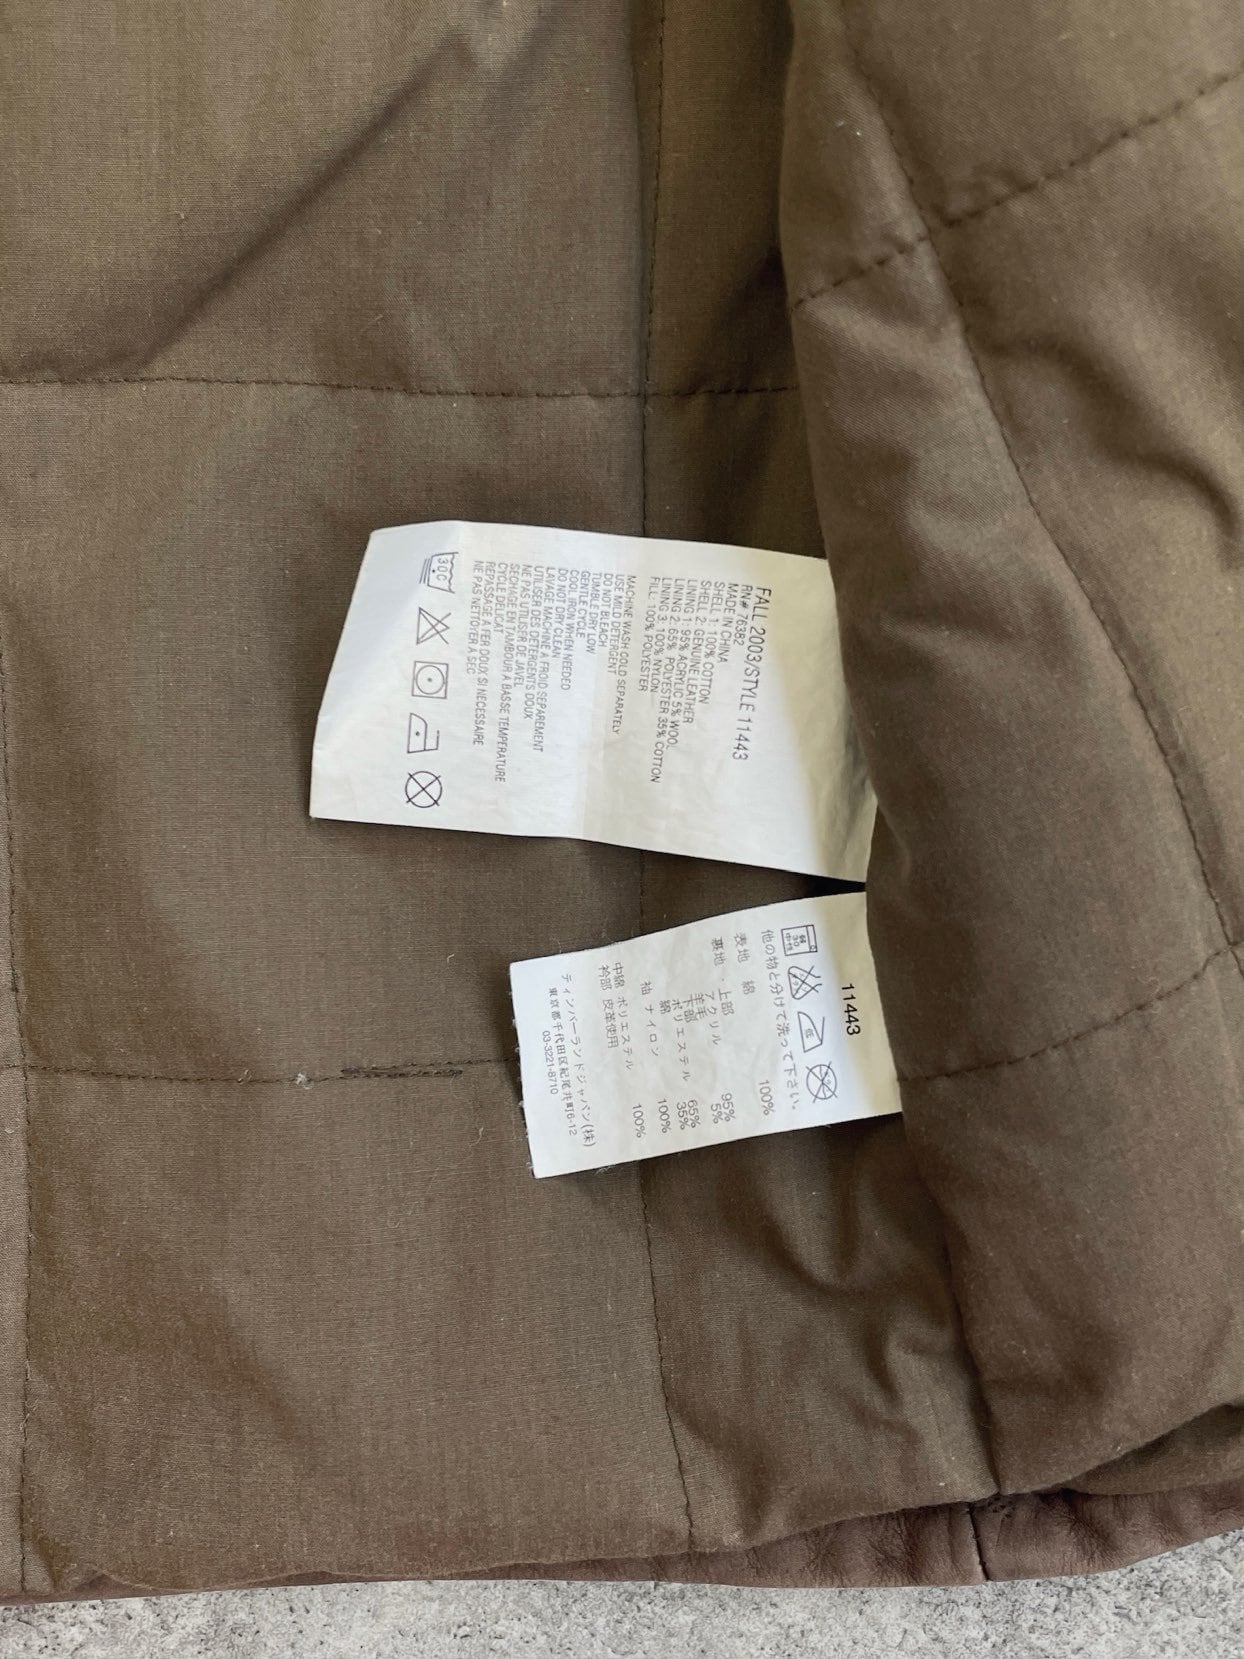 FALL 2003/STYLE 11443
RN# 76382
MADE IN CHINA
SHELL 1: 100% COTTON
SHELL 2: GENUINE LEATHER
LINING 1: 95% ACRYLIC 5% WOOL
LINING 2: 65% POLYESTER 35% COTTON
LINING 3: 100% NYLON
FILL: 100% POLYESTER
MACHINE WASH COLD SEPARATELY
USE MILD DETERGENT
DO NOT BLEACH
TUMBLE DRY LOW
GENTLE CYCLE
COOL IRON WHEN NEEDED
DO NOT DRY CLEAN
LAVAGE MACHINE A FROID SEPAREMENT
UTILISER DES DETERGENTS DOUX
NE PAS UTILISER DE JAVEL
SECHAGE EN TAMBOUR A BASSE TEMPERATURE
CYCLE DELICAT
REPASSAGE A FER DOUX, SI NECESSAIRE
NE PAS NETTOYER A SEC
30C
11443
30
中性
低
他の物と分けて洗って下さい。
表地 綿 100%
裏地 上部
アクリル 95%
羊毛 5%
下部
ポリエステル 65%
綿 35%
袖 ナイロン 100%
中綿 ポリエステル 100%
衿部 皮革使用
ティンバーランドジャパン(株)
東京都千代田区紀尾井町6-12
03-3221-8710